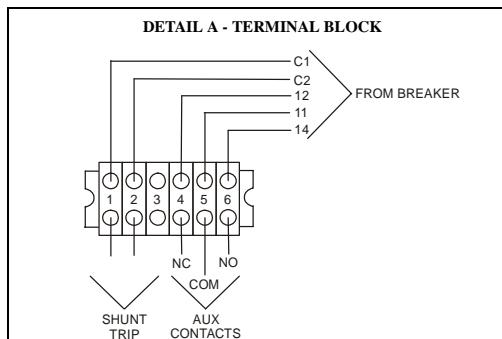 DETAIL A - TERMINAL BLOCK
C1
C2
12
11
14
FROM BREAKER
1 2 3 4 5 6
NC
NO
COM
SHUNT
TRIP
AUX
CONTACTS